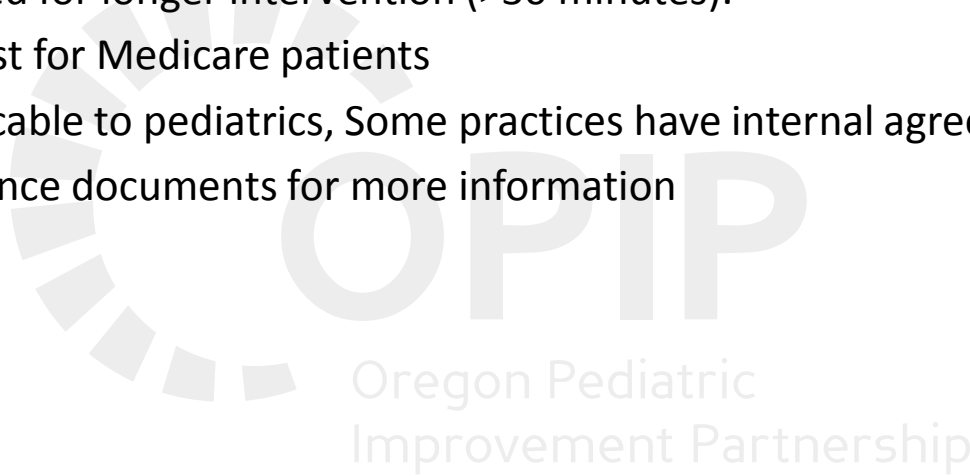 for longer intervention (> 30 minutes).
st for Medicare patients
cable to pediatrics, Some practices have internal agree
nce documents for more information
OPIP
Oregon Pediatric
Improvement Partnership